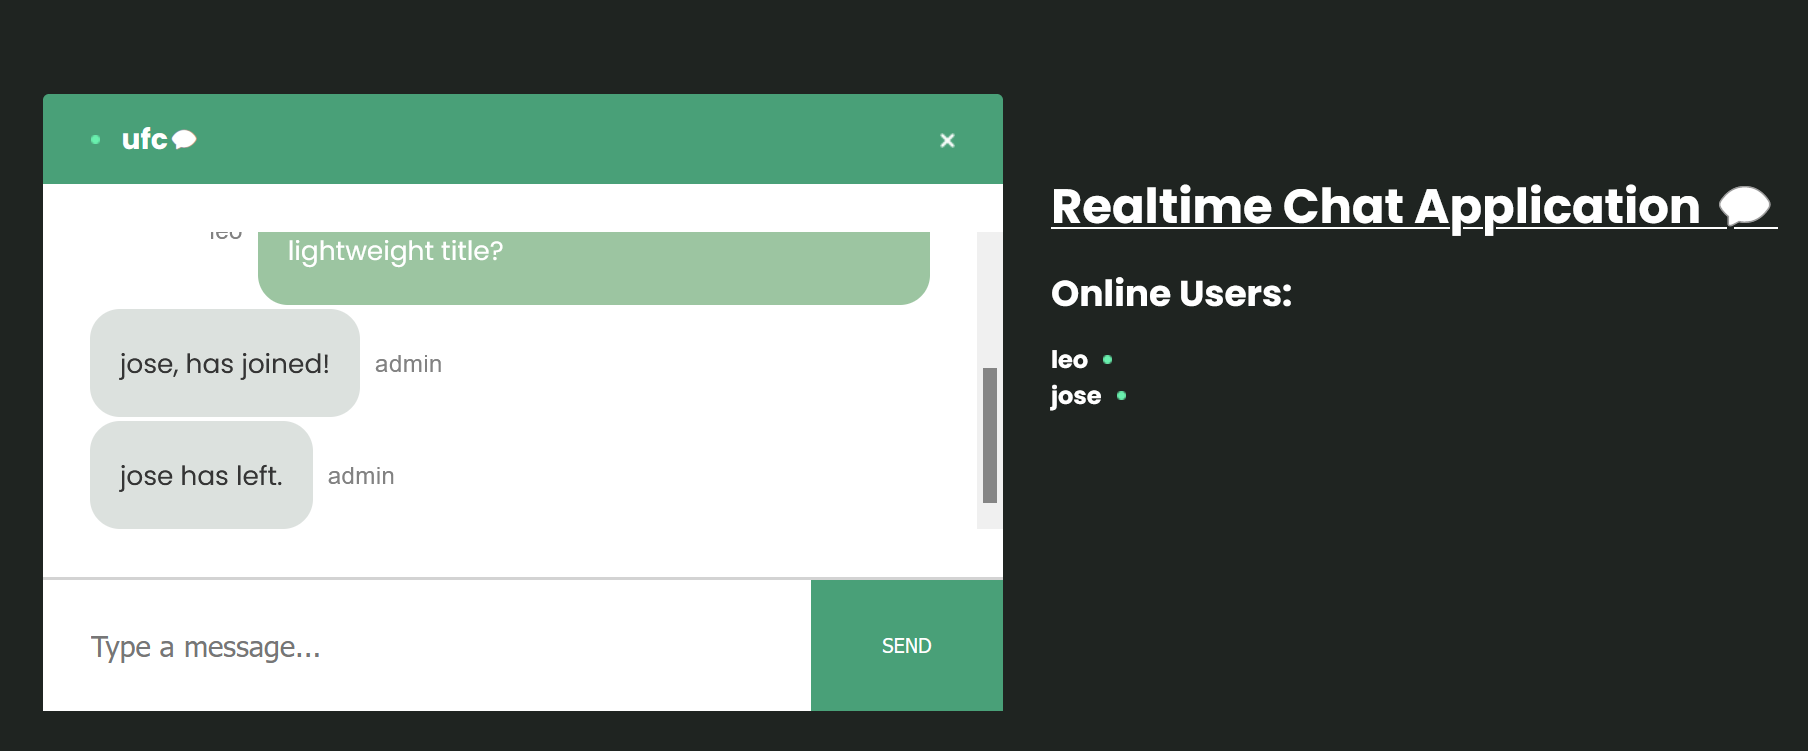 ufc
leo
lightweight title?
jose, has joined!
admin
jose has left.
admin
Type a message...
SEND
Realtime Chat Application
Online Users:
leo
jose